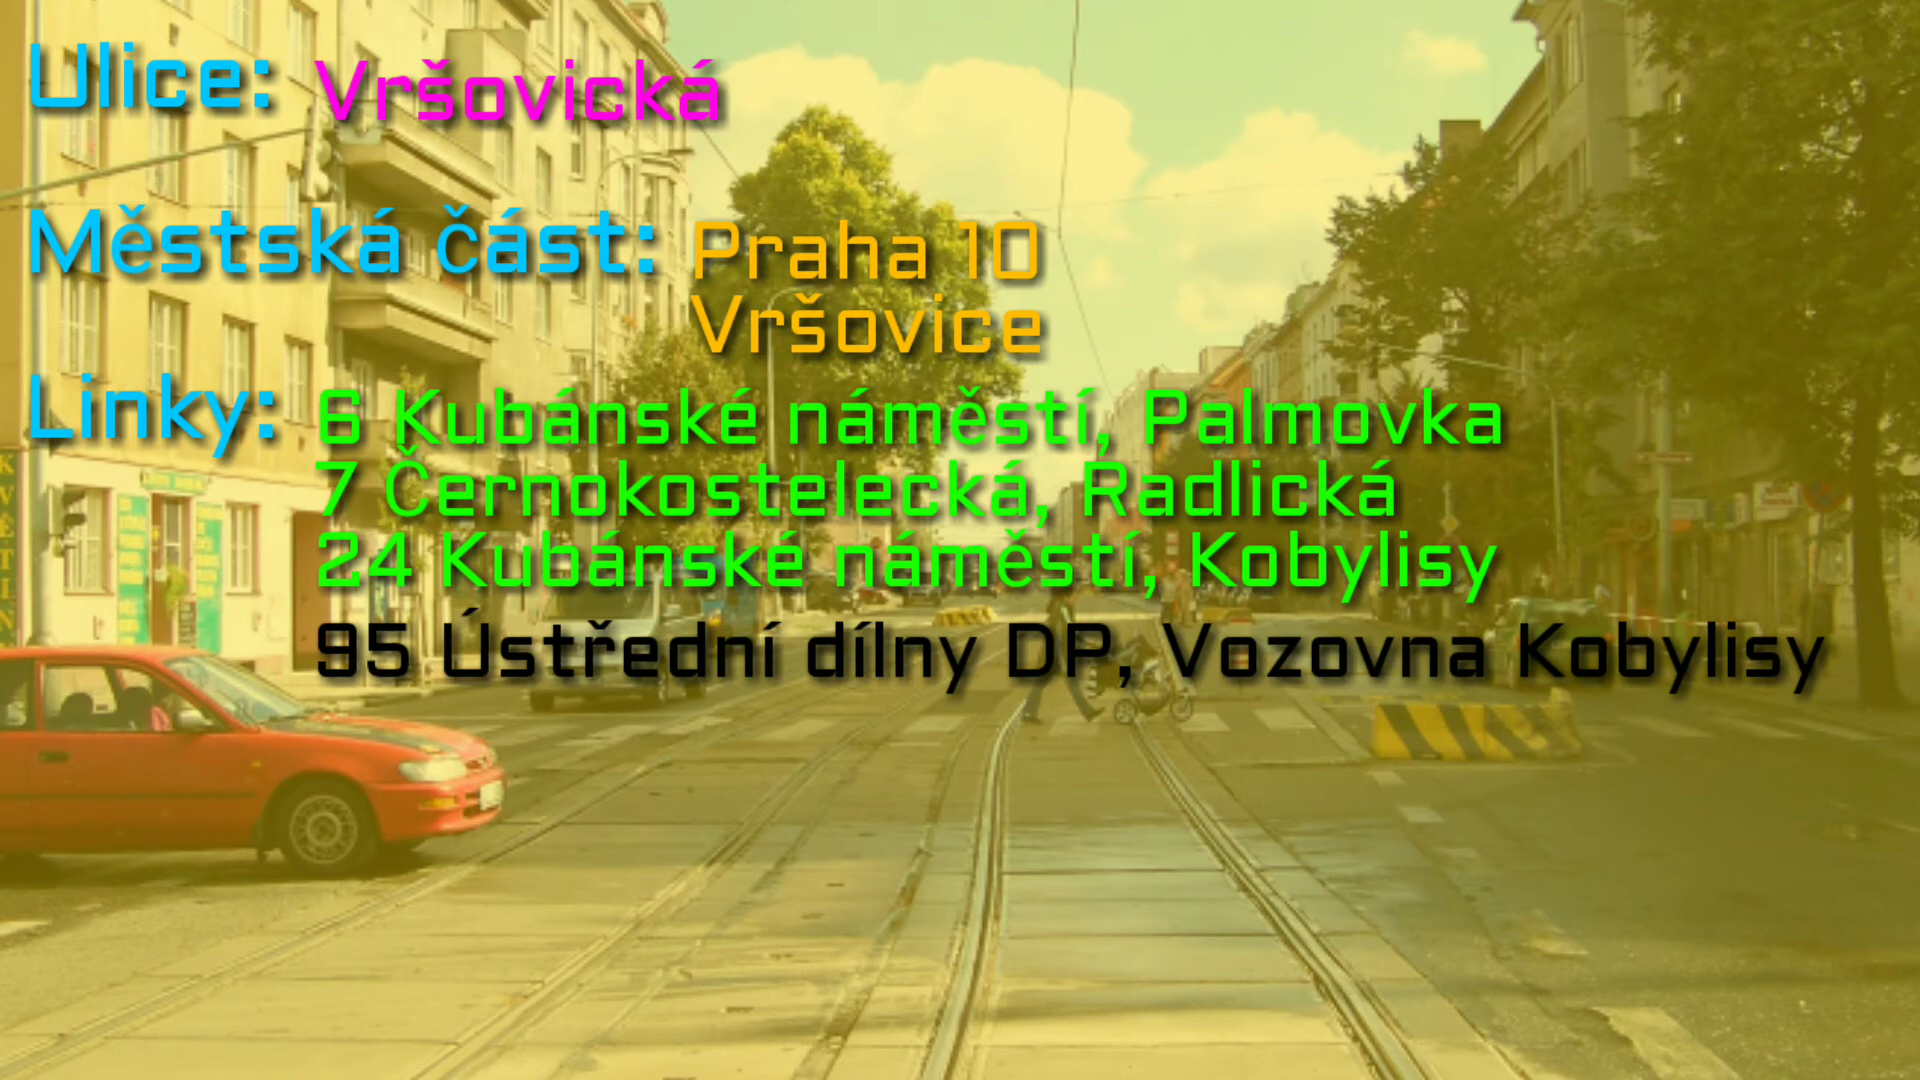 Ulice: Vršovická
Městská část: Praha 10
Vršovice
Linky: 6 Kubánské náměstí, Palmovka
7 Černokostelecká, Radlická
24 Kubánské náměstí, Kobylisy
95 Ústřední dílny DP, Vozovna Kobylisy